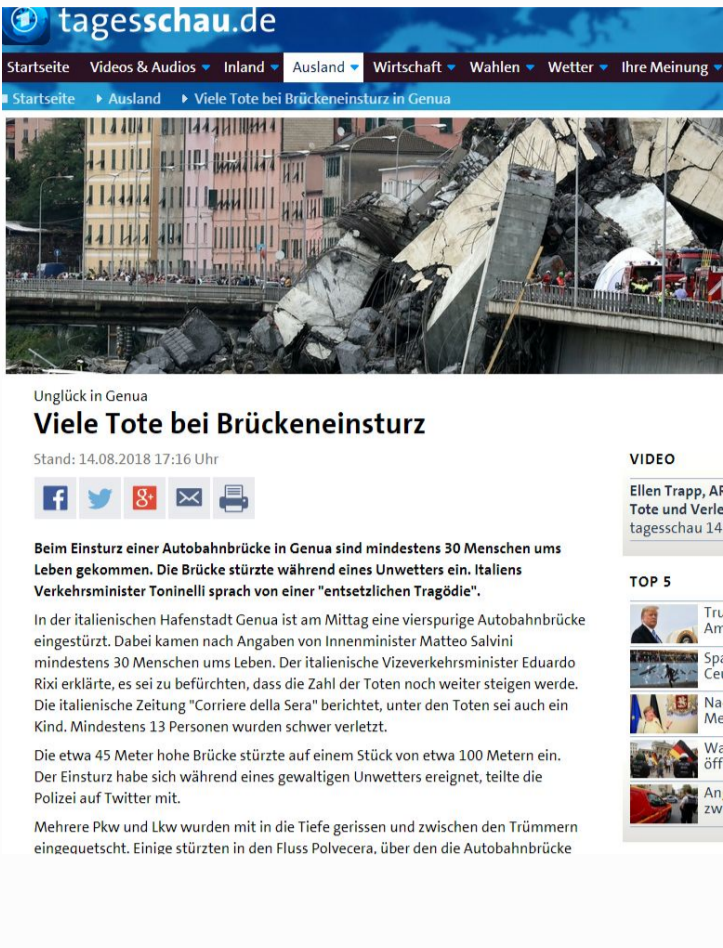 tagesschau.de
Startseite Videos & Audios Inland Ausland Wirtschaft Wahlen Wetter Ihre Meinung
Startseite Ausland Viele Tote bei Brückeneinsturz in Genua
Unglück in Genua
Viele Tote bei Brückeneinsturz
Stand: 14.08.2018 17:16 Uhr
Beim Einsturz einer Autobahnbrücke in Genua sind mindestens 30 Menschen ums
Leben gekommen. Die Brücke stürzte während eines Unwetters ein. Italiens
Verkehrsminister Toninelli sprach von einer "entsetzlichen Tragödie".
In der italienischen Hafenstadt Genua ist am Mittag eine vierspurige Autobahnbrücke
eingestürzt. Dabei kamen nach Angaben von Innenminister Matteo Salvini
mindestens 30 Menschen ums Leben. Der italienische Vizeverkehrsminister Eduardo
Rixi erklärte, es sei zu befürchten, dass die Zahl der Toten noch weiter steigen werde.
Die italienische Zeitung "Corriere della Sera" berichtet, unter den Toten sei auch ein
Kind. Mindestens 13 Personen wurden schwer verletzt.
Die etwa 45 Meter hohe Brücke stürzte auf einem Stück von etwa 100 Metern ein.
Der Einsturz habe sich während eines gewaltigen Unwetters ereignet, teilte die
Polizei auf Twitter mit.
Mehrere Pkw und Lkw wurden mit in die Tiefe gerissen und zwischen den Trümmern
eingequetscht. Einige stürzten in den Fluss Polvecera, über den die Autobahnbrücke
VIDEO
Ellen Trapp, AR
Tote und Verle
tagesschau 14
TOP 5
Tru
Am
Spa
Ceu
Na
Me
Wa
öff
An
zw